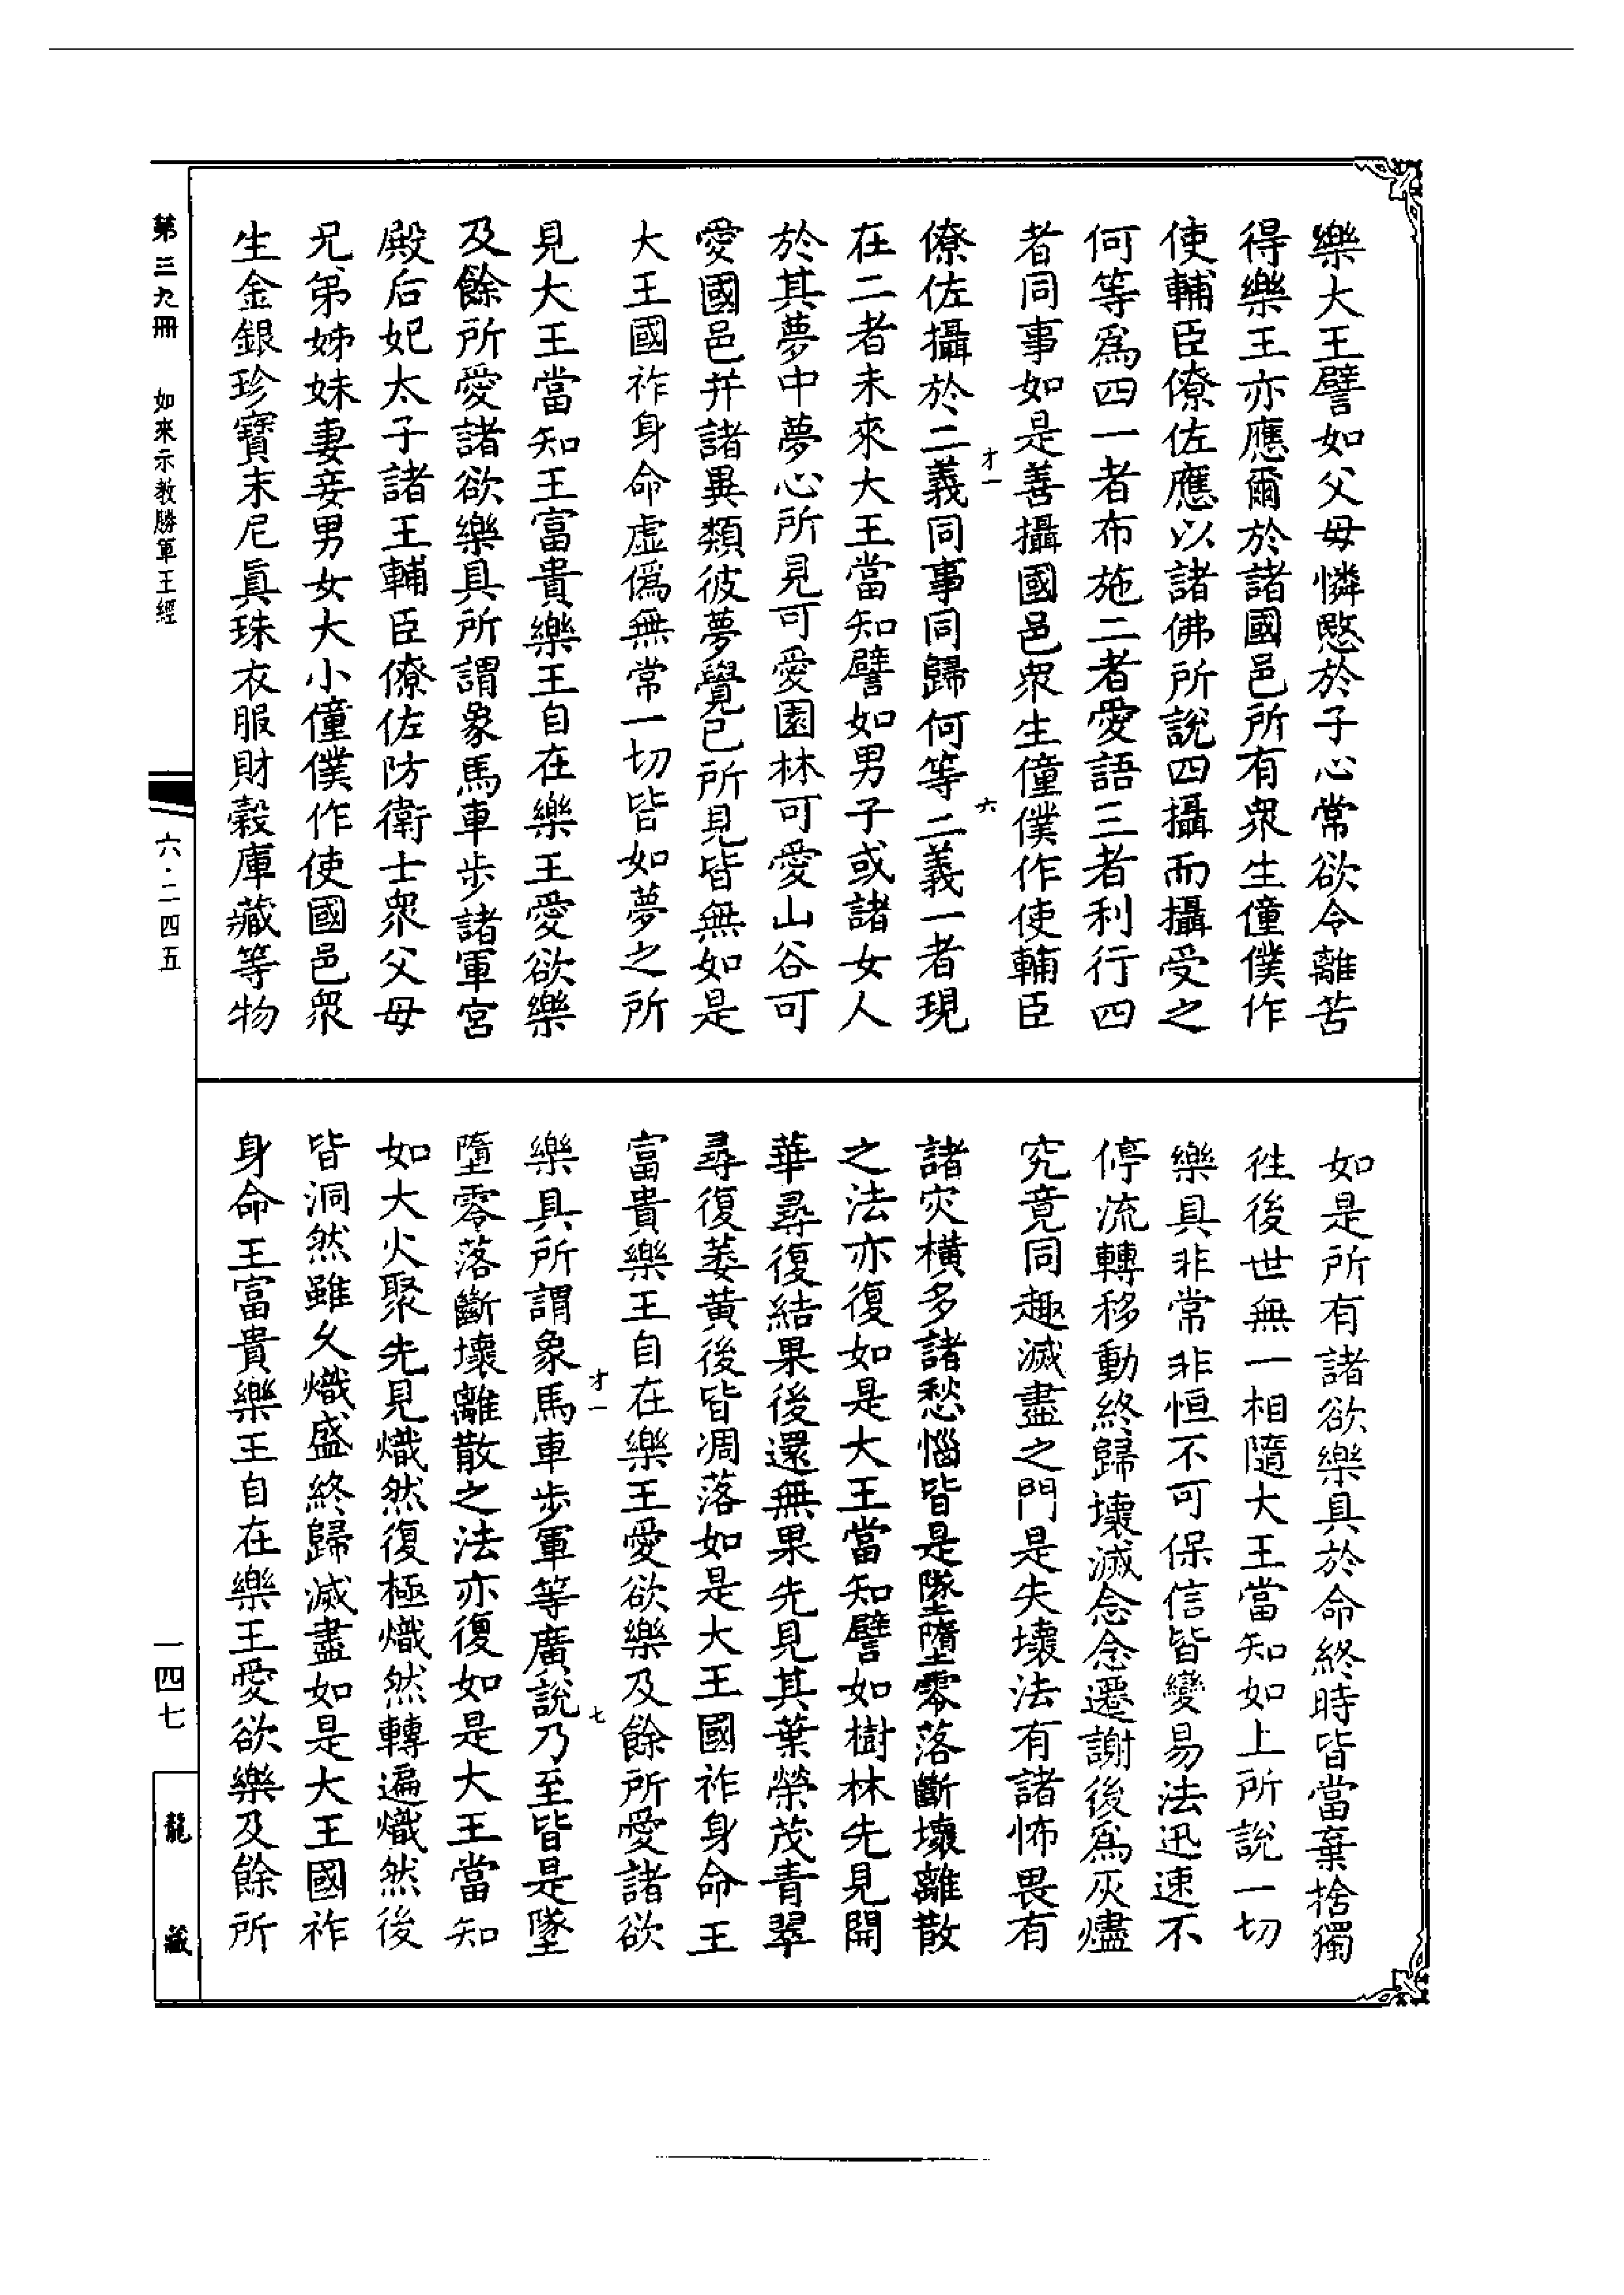 樂大王譬如父母憐愍於子心常欲令離苦
得樂王亦應爾於諸國邑所有衆生僮僕作
使輔臣僚佐應以諸佛所說四攝而攝受之
何等爲四一者布施二者愛語三者利行四
者同事如是善攝國邑衆生僮僕作使輔臣
才一
六
僚佐攝於二義同事同歸何等二義一者現
在二者未來大王當知譬如男子或諸女人
於其夢中夢心所見可愛園林可愛山谷可
愛國邑并諸異類彼夢覺已所見皆無如是
大王國祚身命虛僞無常一切皆如夢之所
見大王當知王富貴樂王自在樂王愛欲樂
及餘所愛諸欲樂具所謂象馬車步諸軍宮
殿后妃太子諸王輔臣僚佐防衛士衆父母
兄弟姊妹妻妾男女大小僮僕作使國邑衆
生金銀珍寶末尼眞珠衣服財穀庫藏等物
如是所有諸欲樂具於命終時皆當棄捨獨
徃後世無一相隨大王當知如上所說一切
樂具非常非恒不可保信皆變易法迅速不
停流轉移動終歸壞滅念念遷謝後爲灰燼
究竟同趣滅盡之門是失壞法有諸怖畏有
諸灾橫多諸愁惱皆是墜墮零落斷壞離散
之法亦復如是大王當知譬如樹林先見開
華尋復結果後還無果先見其葉榮茂青翠
尋復萎黃後皆凋落如是大王國祚身命王
富貴樂王自在樂王愛欲樂及餘所愛諸欲
才一
七
樂具所謂象馬車步軍等廣說乃至皆是墜
墮零落斷壞離散之法亦復如是大王當知
如大火聚先見熾然復極熾然轉遍熾然後
皆洞然雖久熾盛終歸滅盡如是大王國祚
身命王富貴樂王自在樂王愛欲樂及餘所
第三九冊
如來示教勝軍王經
六·二四五
一四七
龍藏